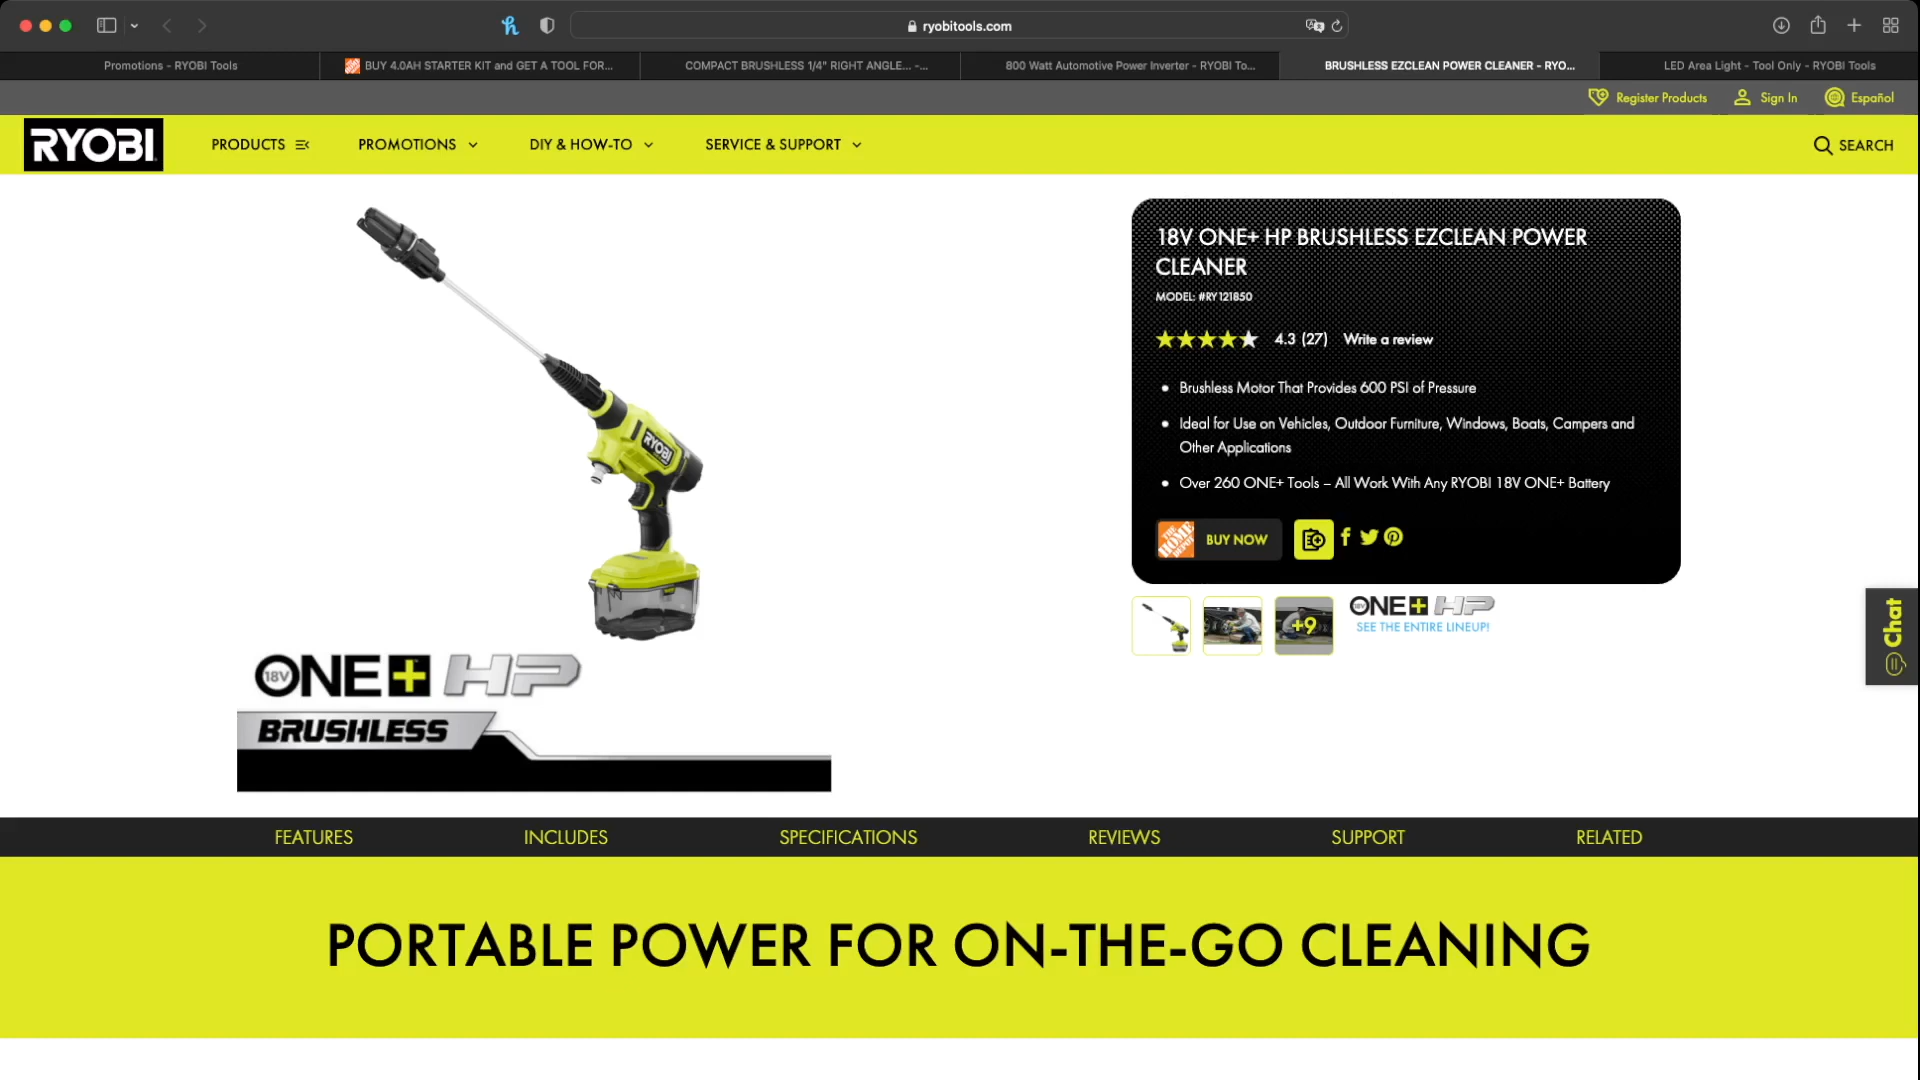 ryobitools.com
Promotions - RYOBI Tools
BUY 4.0AH STARTER KIT and GET A TOOL FOR...
COMPACT BRUSHLESS 1/4" RIGHT ANGLE... -...
800 Watt Automotive Power Inverter - RYOBI To...
BRUSHLESS EZCLEAN POWER CLEANER - RYO...
LED Area Light - Tool Only - RYOBI Tools
Register Products
Sign In
Español
RYOBI
PRODUCTS
PROMOTIONS
DIY & HOW-TO
SERVICE & SUPPORT
SEARCH
18V ONE+ HP BRUSHLESS EZCLEAN POWER
CLEANER
MODEL: #RY121850
4.3 (27) Write a review
Brushless Motor That Provides 600 PSI of Pressure
Ideal for Use on Vehicles, Outdoor Furniture, Windows, Boats, Campers and
Other Applications
Over 260 ONE+ Tools – All Work With Any RYOBI 18V ONE+ Battery
THE HOME DEPOT
BUY NOW
RYOBI
+9
18V ONE+ HP
SEE THE ENTIRE LINEUP!
Chat
18V ONE+ HP
BRUSHLESS
FEATURES
INCLUDES
SPECIFICATIONS
REVIEWS
SUPPORT
RELATED
PORTABLE POWER FOR ON-THE-GO CLEANING